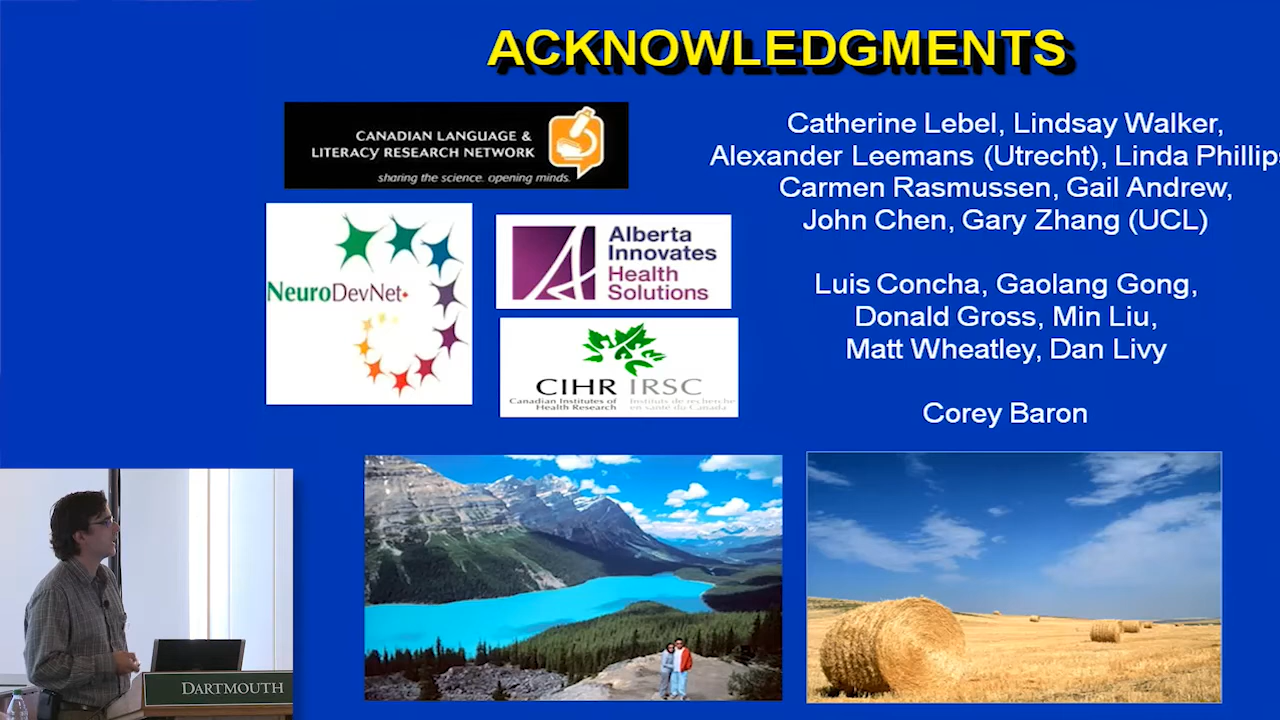 ACKNOWLEDGMENTS
CANADIAN LANGUAGE &
LITERACY RESEARCH NETWORK
sharing the science. opening minds.
Catherine Lebel, Lindsay Walker,
Alexander Leemans (Utrecht), Linda Phillips
Carmen Rasmussen, Gail Andrew,
John Chen, Gary Zhang (UCL)
NeuroDevNet
Alberta
Innovates
Health
Solutions
Luis Concha, Gaolang Gong,
Donald Gross, Min Liu,
Matt Wheatley, Dan Livy
CIHR IRSC
Canadian Institutes of
Health Research
Instituts de recherche
en santé du Canada
Corey Baron
DARTMOUTH